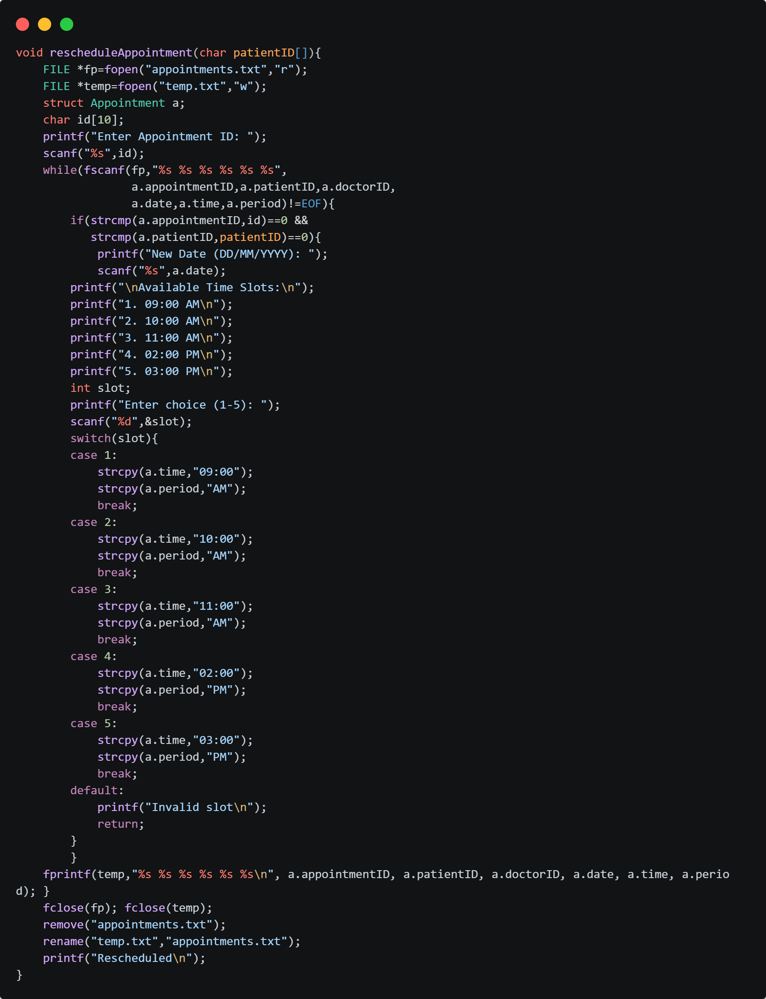 void rescheduleAppointment(char patientID[]){
    FILE *fp=fopen("appointments.txt","r");
    FILE *temp=fopen("temp.txt","w");
    struct Appointment a;
    char id[10];
    printf("Enter Appointment ID: ");
    scanf("%s",id);
    while(fscanf(fp,"%s %s %s %s %s %s",
                 a.appointmentID,a.patientID,a.doctorID,
                 a.date,a.time,a.period)!=EOF){
        if(strcmp(a.appointmentID,id)==0 &&
           strcmp(a.patientID,patientID)==0){
            printf("New Date (DD/MM/YYYY): ");
            scanf("%s",a.date);
        printf("\nAvailable Time Slots:\n");
        printf("1. 09:00 AM\n");
        printf("2. 10:00 AM\n");
        printf("3. 11:00 AM\n");
        printf("4. 02:00 PM\n");
        printf("5. 03:00 PM\n");
        int slot;
        printf("Enter choice (1-5): ");
        scanf("%d",&slot);
        switch(slot){
        case 1:
            strcpy(a.time,"09:00");
            strcpy(a.period,"AM");
            break;
        case 2:
            strcpy(a.time,"10:00");
            strcpy(a.period,"AM");
            break;
        case 3:
            strcpy(a.time,"11:00");
            strcpy(a.period,"AM");
            break;
        case 4:
            strcpy(a.time,"02:00");
            strcpy(a.period,"PM");
            break;
        case 5:
            strcpy(a.time,"03:00");
            strcpy(a.period,"PM");
            break;
        default:
            printf("Invalid slot\n");
            return;
        }
        }
    fprintf(temp,"%s %s %s %s %s %s\n", a.appointmentID, a.patientID, a.doctorID, a.date, a.time, a.perio
d); }
    fclose(fp); fclose(temp);
    remove("appointments.txt");
    rename("temp.txt","appointments.txt");
    printf("Rescheduled\n");
}